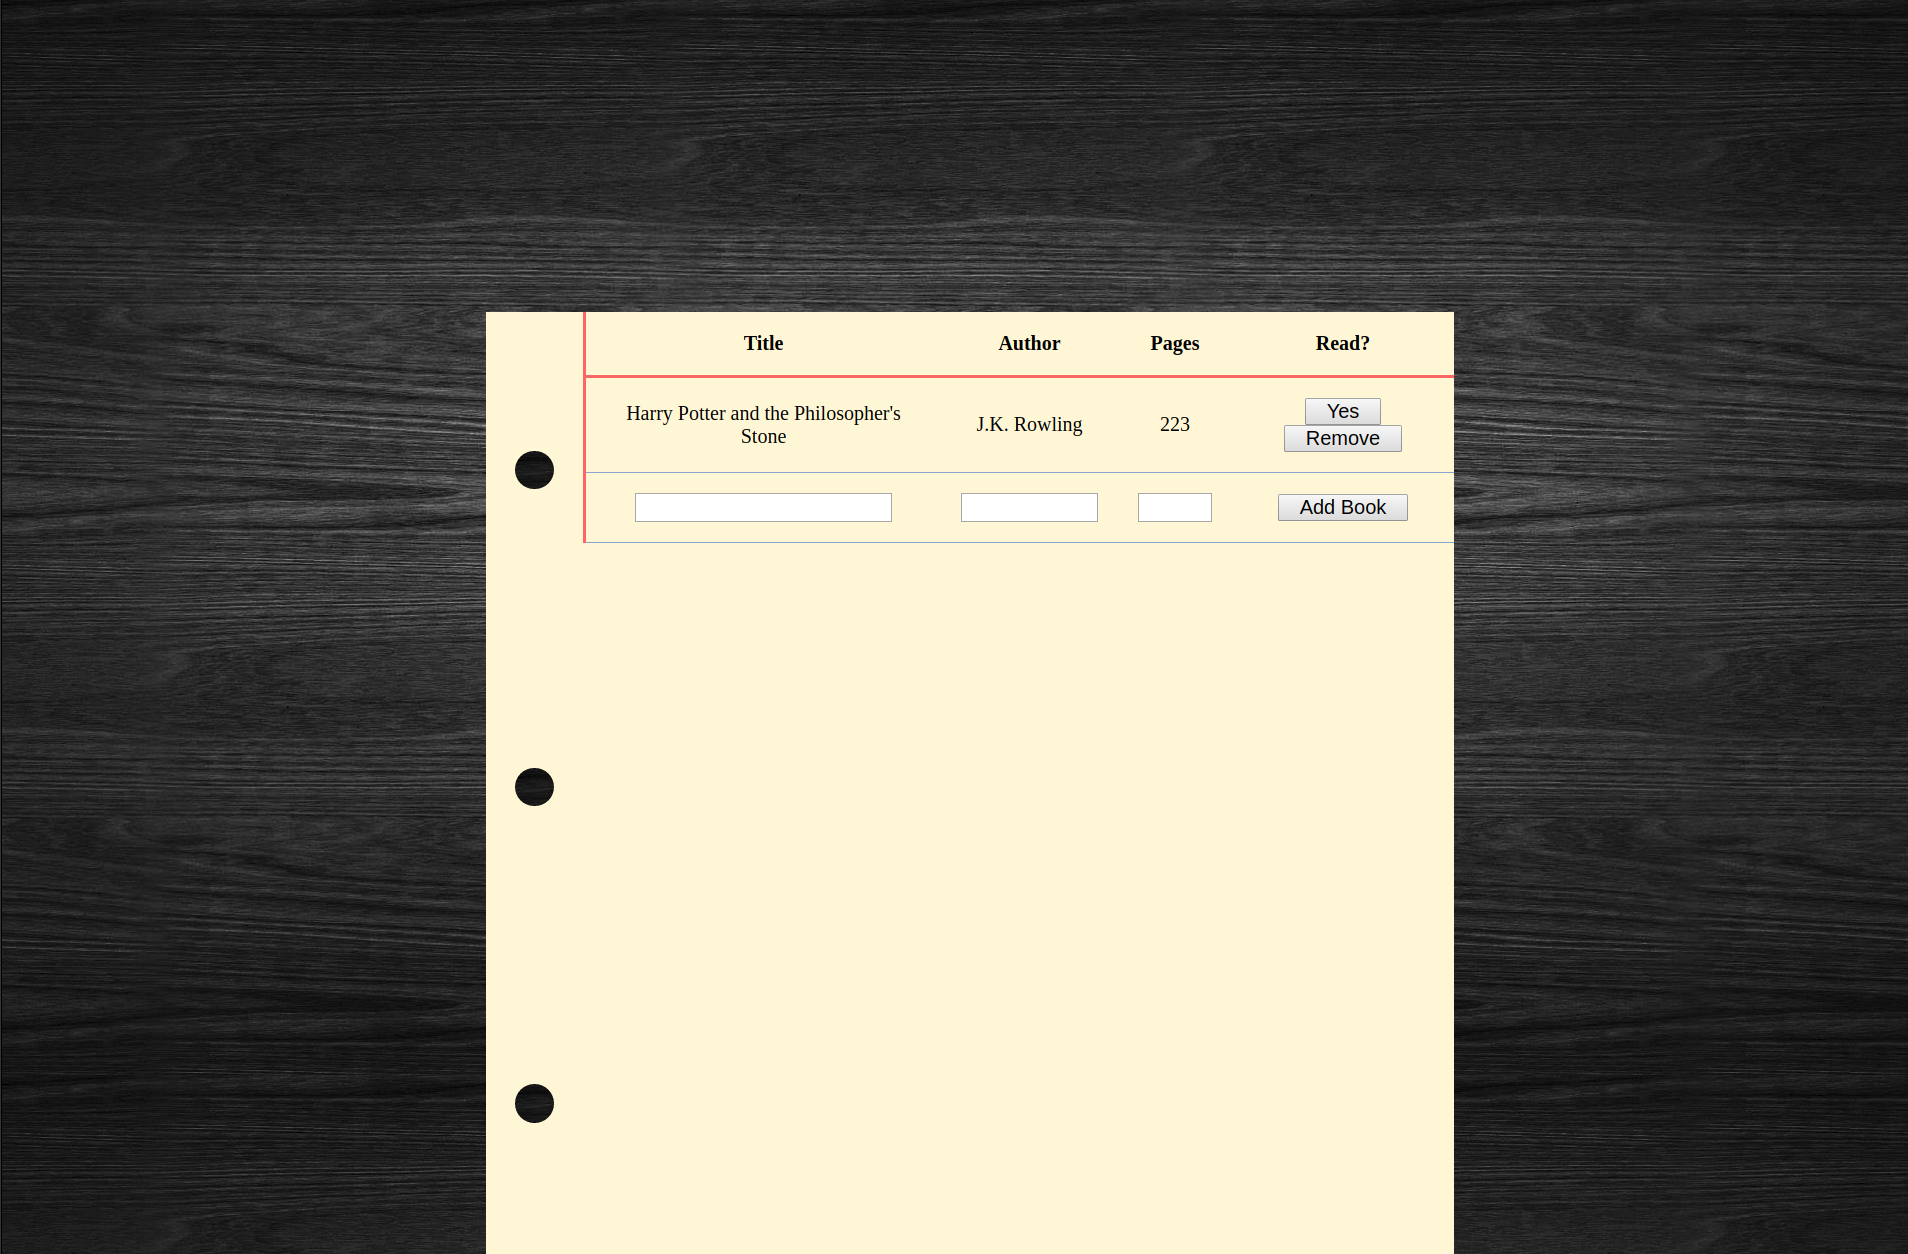 Title Author Pages Read?
Harry Potter and the Philosopher's
Stone
J.K. Rowling
223
Yes
Remove
Add Book